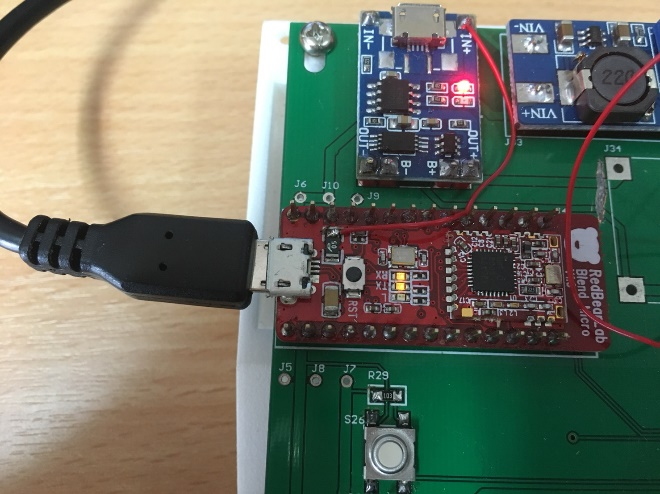 IN-
IN+
VIN-
VIN+
220
OUT-
B-
B+
OUT+
J34
J6
J10
J9
RX
TX
RST
RedBearLab
Blend Micro
J5
J8
J7
R29
103
S26